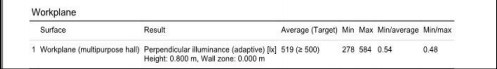 Workplane
Surface Result Average (Target) Min Max Min/average Min/max
1 Workplane (multipurpose hall) Perpendicular illuminance (adaptive) [lx] 519 (≥ 500) 278 584 0.54 0.48
Height: 0.800 m, Wall zone: 0.000 m